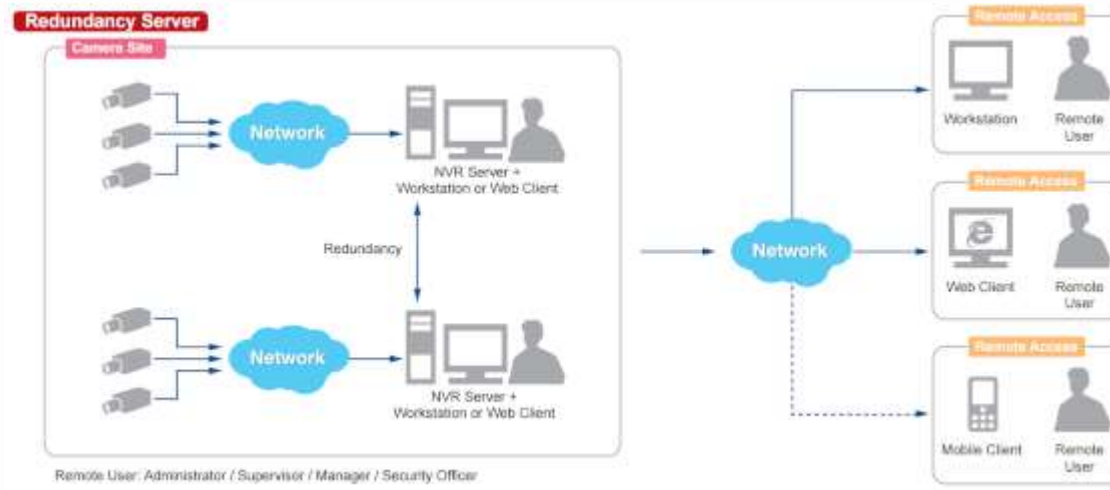 Redundancy Server
Camera Site
Network
NVR Server +
Workstation or Web Client
Redundancy
Network
NVR Server +
Workstation or Web Client
Remote User: Administrator / Supervisor / Manager / Security Officer
Network
Remote Access
Workstation
Remote
User
Remote Access
Web Client
Remote
User
Remote Access
Mobile Client
Remote
User